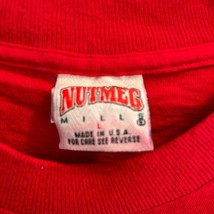 NUTMEG
MILLS ®
L
MADE IN U.S.A.
FOR CARE SEE REVERSE